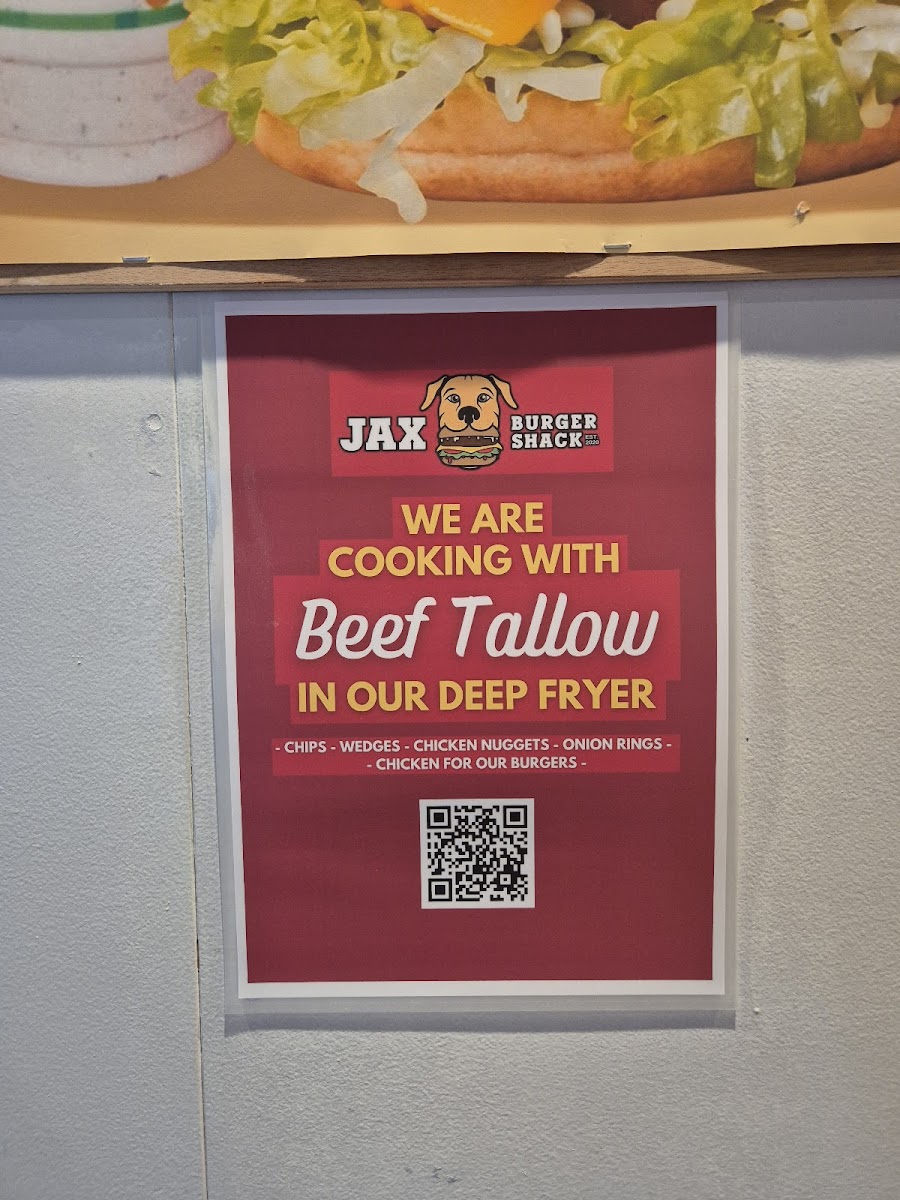 JAX BURGER SHACK EST. 2020
WE ARE
COOKING WITH
Beef Tallow
IN OUR DEEP FRYER
- CHIPS - WEDGES - CHICKEN NUGGETS - ONION RINGS -
- CHICKEN FOR OUR BURGERS -